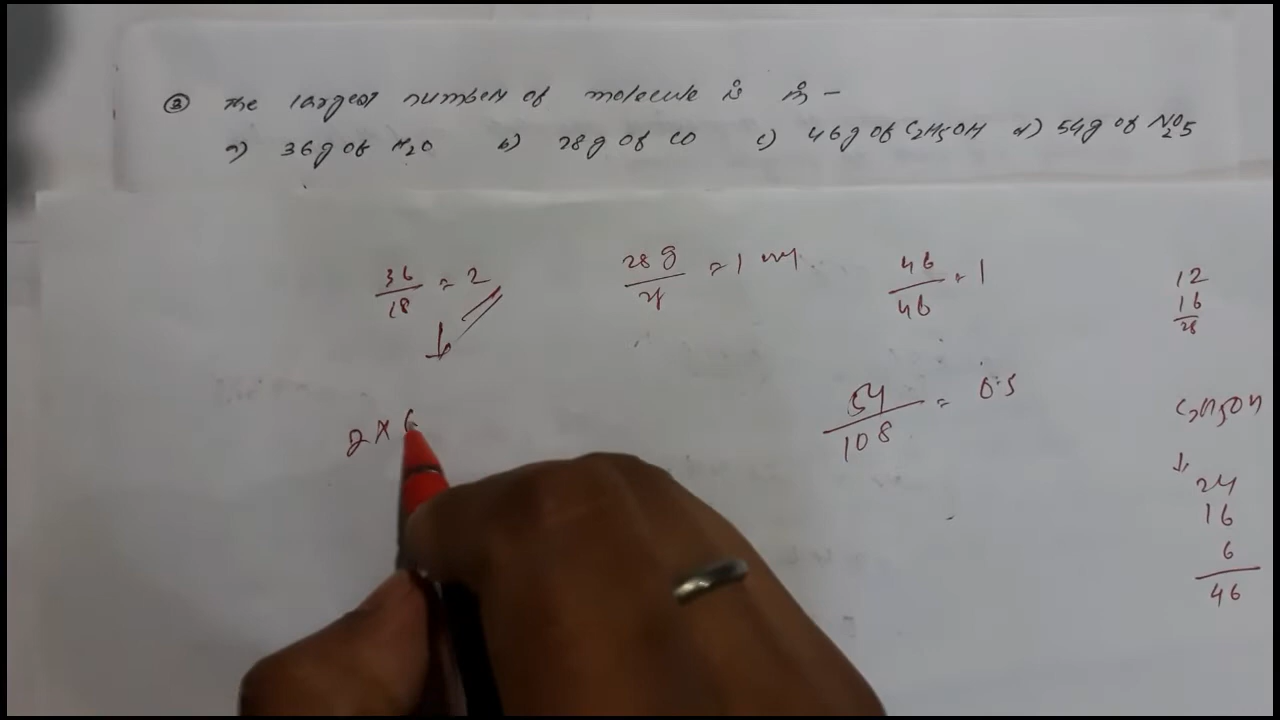 ③ The largest number of molecule is in –
a) 36g of H2O b) 28g of CO c) 46g of C2H5OH d) 54g of N2O5
36/18 = 2
28 g/ = 1
46/46 = 1
12
16
28
54/108 = 0.5
C2H5OH
↓
24
16
6
46
2 × 6